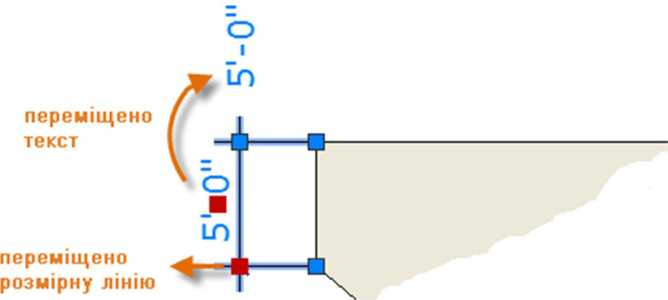 5'-0"
переміщено
текст
5'-0"
переміщено
розмірну лінію